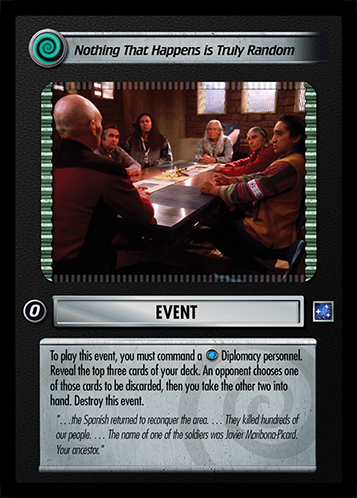 Nothing That Happens is Truly Random
0
EVENT
To play this event, you must command a Diplomacy personnel.
Reveal the top three cards of your deck. An opponent chooses one
of those cards to be discarded, then you take the other two into
hand. Destroy this event.
". . .the Spanish returned to reconquer the area. . . . They killed hundreds
of our people. . . . The name of one of the soldiers was Javier Maribona-Picard.
Your ancestor."